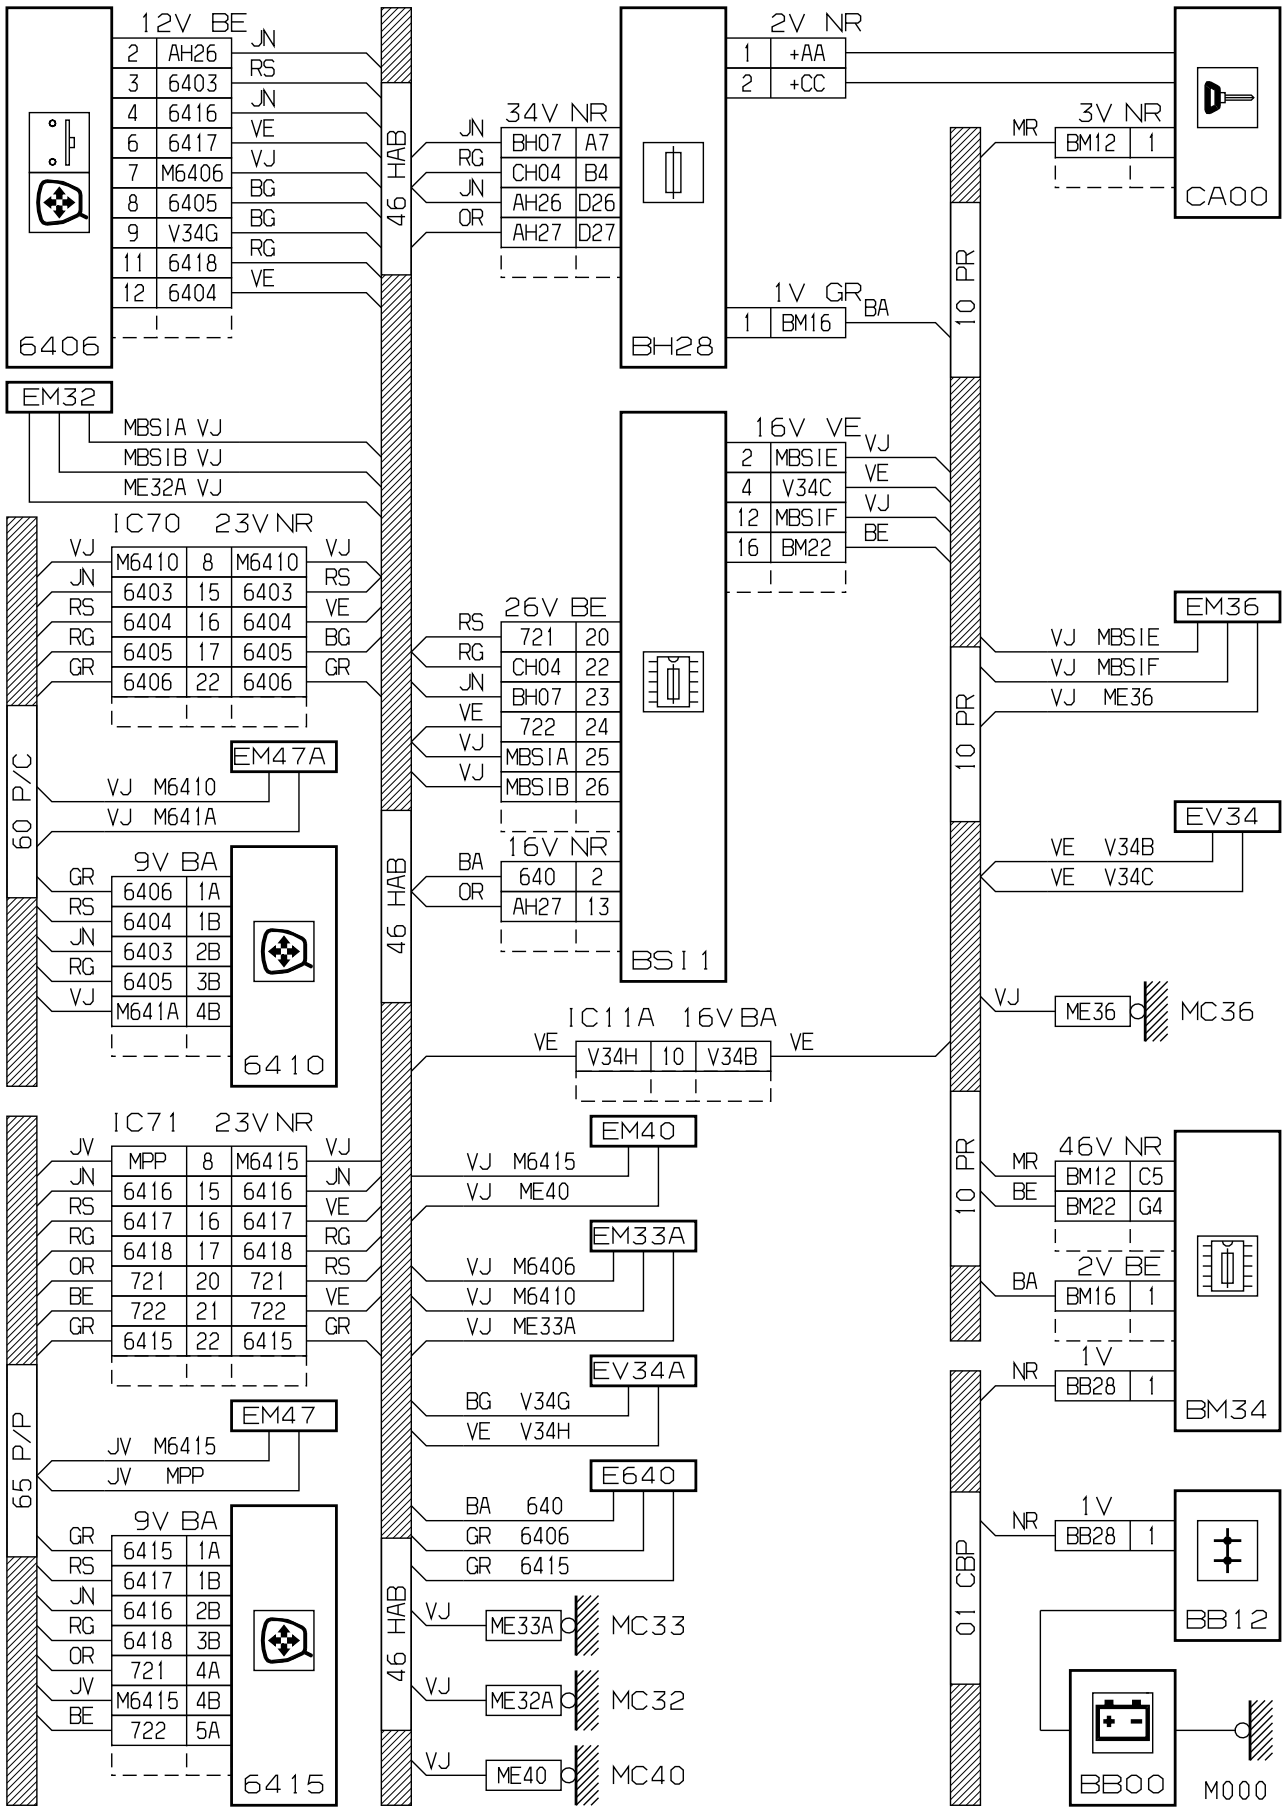 12V BE
2 AH26 JN
3 6403 RS
4 6416 JN
6 6417 VE
7 M6406 VJ
8 6405 BG
9 V34G BG
11 6418 RG
12 6404 VE
6406
46 HAB
34V NR
JN BH07 A7
RG CH04 B4
JN AH26 D26
OR AH27 D27
2V NR
1 +AA
2 +CC
1V GR
1 BM16 BA
BH28
3V NR
MR BM12 1
CA00
10 PR
EM32
MBSIA VJ
MBSIB VJ
ME32A VJ
IC70 23V NR
VJ M6410 8 M6410 VJ
JN 6403 15 6403 RS
RS 6404 16 6404 VE
RG 6405 17 6405 BG
GR 6406 22 6406 GR
60 P/C
EM47A
VJ M6410
VJ M641A
9V BA
GR 6406 1A
RS 6404 1B
JN 6403 2B
RG 6405 3B
VJ M641A 4B
6410
16V VE
2 MBSIE VJ
4 V34C VE
12 MBSIF VJ
16 BM22 BE
26V BE
RS 721 20
RG CH04 22
JN BH07 23
VE 722 24
VJ MBSIA 25
VJ MBSIB 26
16V NR
BA 640 2
OR AH27 13
BSI1
46 HAB
EM36
VJ MBSIE
VJ MBSIF
VJ ME36
10 PR
EV34
VE V34B
VE V34C
VJ ME36 MC36
IC11A 16V BA
VE V34H 10 V34B VE
IC71 23V NR
JV MPP 8 M6415 VJ
JN 6416 15 6416 JN
RS 6417 16 6417 VE
RG 6418 17 6418 RG
OR 721 20 721 RS
BE 722 21 722 VE
GR 6415 22 6415 GR
65 P/P
EM47
JV M6415
JV MPP
9V BA
GR 6415 1A
RS 6417 1B
JN 6416 2B
RG 6418 3B
OR 721 4A
JV M6415 4B
BE 722 5A
6415
EM40
VJ M6415
VJ ME40
EM33A
VJ M6406
VJ M6410
VJ ME33A
EV34A
BG V34G
VE V34H
E640
BA 640
GR 6406
GR 6415
46 HAB
VJ ME33A MC33
VJ ME32A MC32
VJ ME40 MC40
10 PR
46V NR
MR BM12 C5
BE BM22 G4
2V BE
BA BM16 1
1V
NR BB28 1
BM34
01 CBP
1V
NR BB28 1
BB12
+ -
BB00
M000